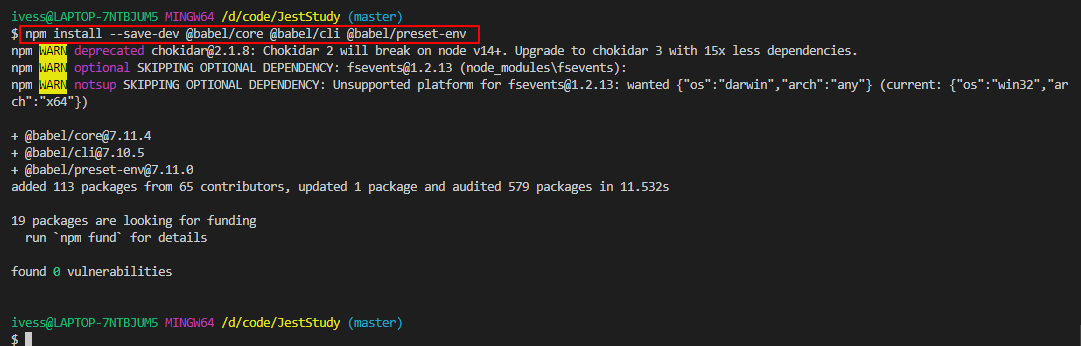 ivess@LAPTOP-7NTBJUM5 MINGW64 /d/code/JestStudy (master)
$ npm install --save-dev @babel/core @babel/cli @babel/preset-env
npm WARN deprecated chokidar@2.1.8: Chokidar 2 will break on node v14+. Upgrade to chokidar 3 with 15x less dependencies.
npm WARN optional SKIPPING OPTIONAL DEPENDENCY: fsevents@1.2.13 (node_modules\fsevents):
npm WARN notsup SKIPPING OPTIONAL DEPENDENCY: Unsupported platform for fsevents@1.2.13: wanted {"os":"darwin","arch":"any"} (current: {"os":"win32","ar
ch":"x64"})
+ @babel/core@7.11.4
+ @babel/cli@7.10.5
+ @babel/preset-env@7.11.0
added 113 packages from 65 contributors, updated 1 package and audited 579 packages in 11.532s
19 packages are looking for funding
  run `npm fund` for details
found 0 vulnerabilities
ivess@LAPTOP-7NTBJUM5 MINGW64 /d/code/JestStudy (master)
$